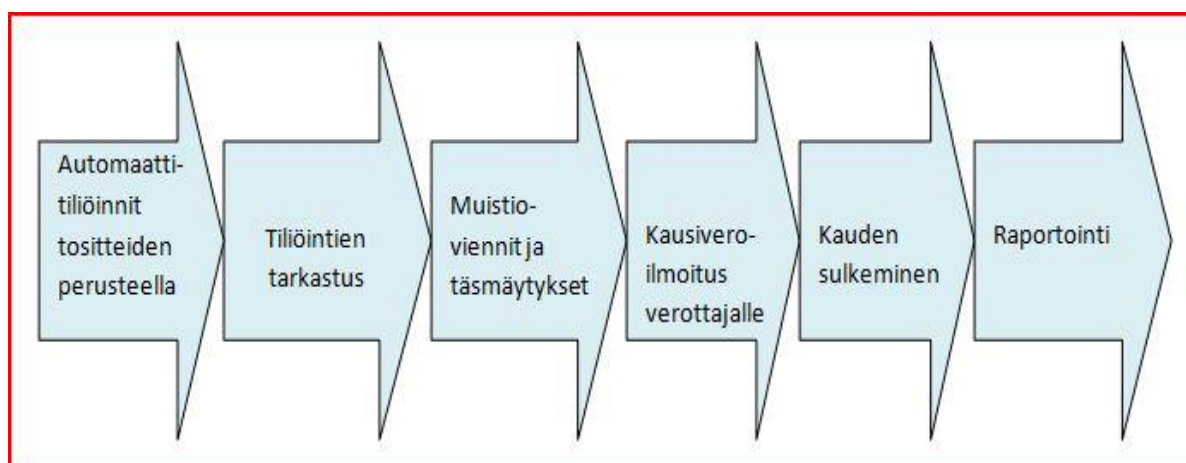 Automaatti-
tiliöinnit
tositteiden
perusteella
Tiliöintien
tarkastus
Muistio-
viennit ja
täsmäytykset
Kausivero-
ilmoitus
verottajalle
Kauden
sulkeminen
Raportointi